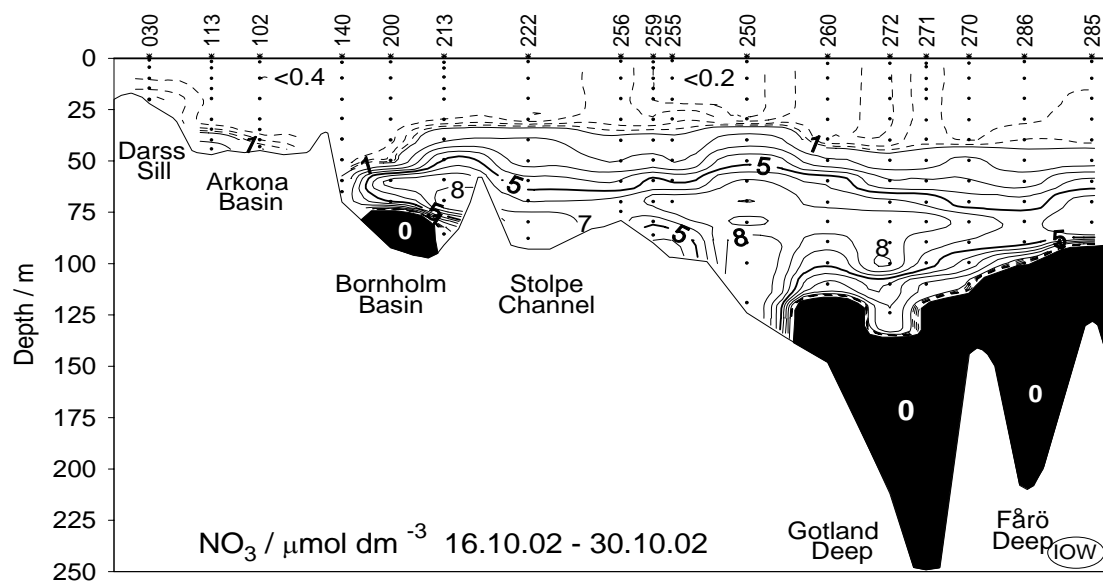 030 113 102 140 200 213 222 256 259 255 250 260 272 271 270 286 285
0
25
50
75
100
125
150
175
200
225
250
Depth / m
<0.4 <0.2
1 1 1
Darss
Sill
Arkona
Basin
5 5 5 5 5
8 7 8 8
0
Bornholm
Basin
Stolpe
Channel
0 0
Gotland
Deep
Fårö
Deep
NO3 / μmol dm -3 16.10.02 - 30.10.02
IOW